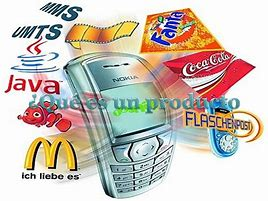 MMS
UMTS
Fanta
Java
NOKIA
Coca-Cola
¿Qué es un producto
FLASCHENPOST
M
ich liebe es